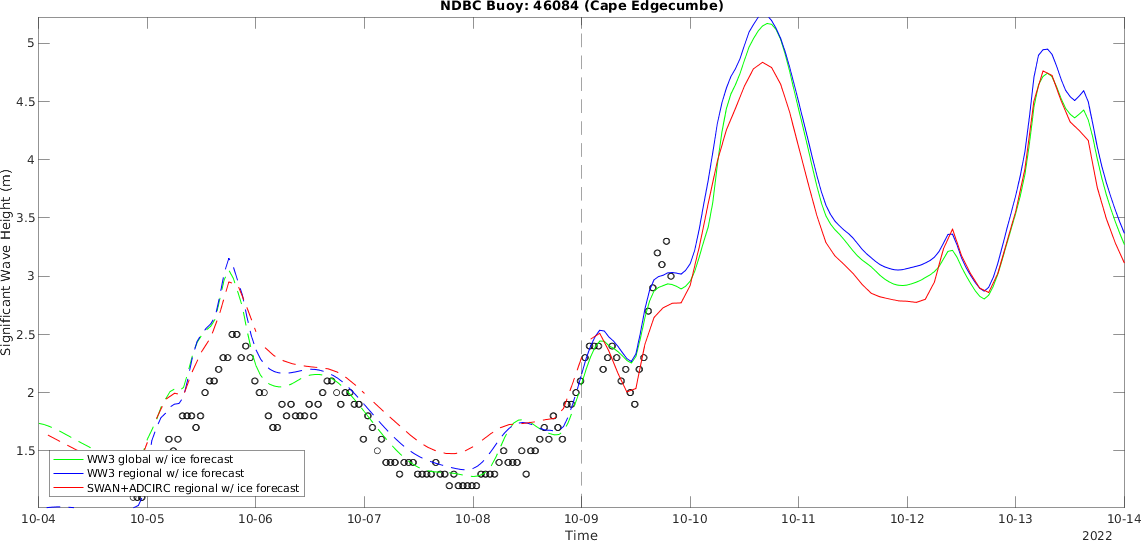 NDBC Buoy: 46084 (Cape Edgecumbe)
Significant Wave Height (m)
5
4.5
4
3.5
3
2.5
2
1.5
WW3 global w/ ice forecast
WW3 regional w/ ice forecast
SWAN+ADCIRC regional w/ ice forecast
10-04 10-05 10-06 10-07 10-08 10-09 10-10 10-11 10-12 10-13 10-14
Time
2022